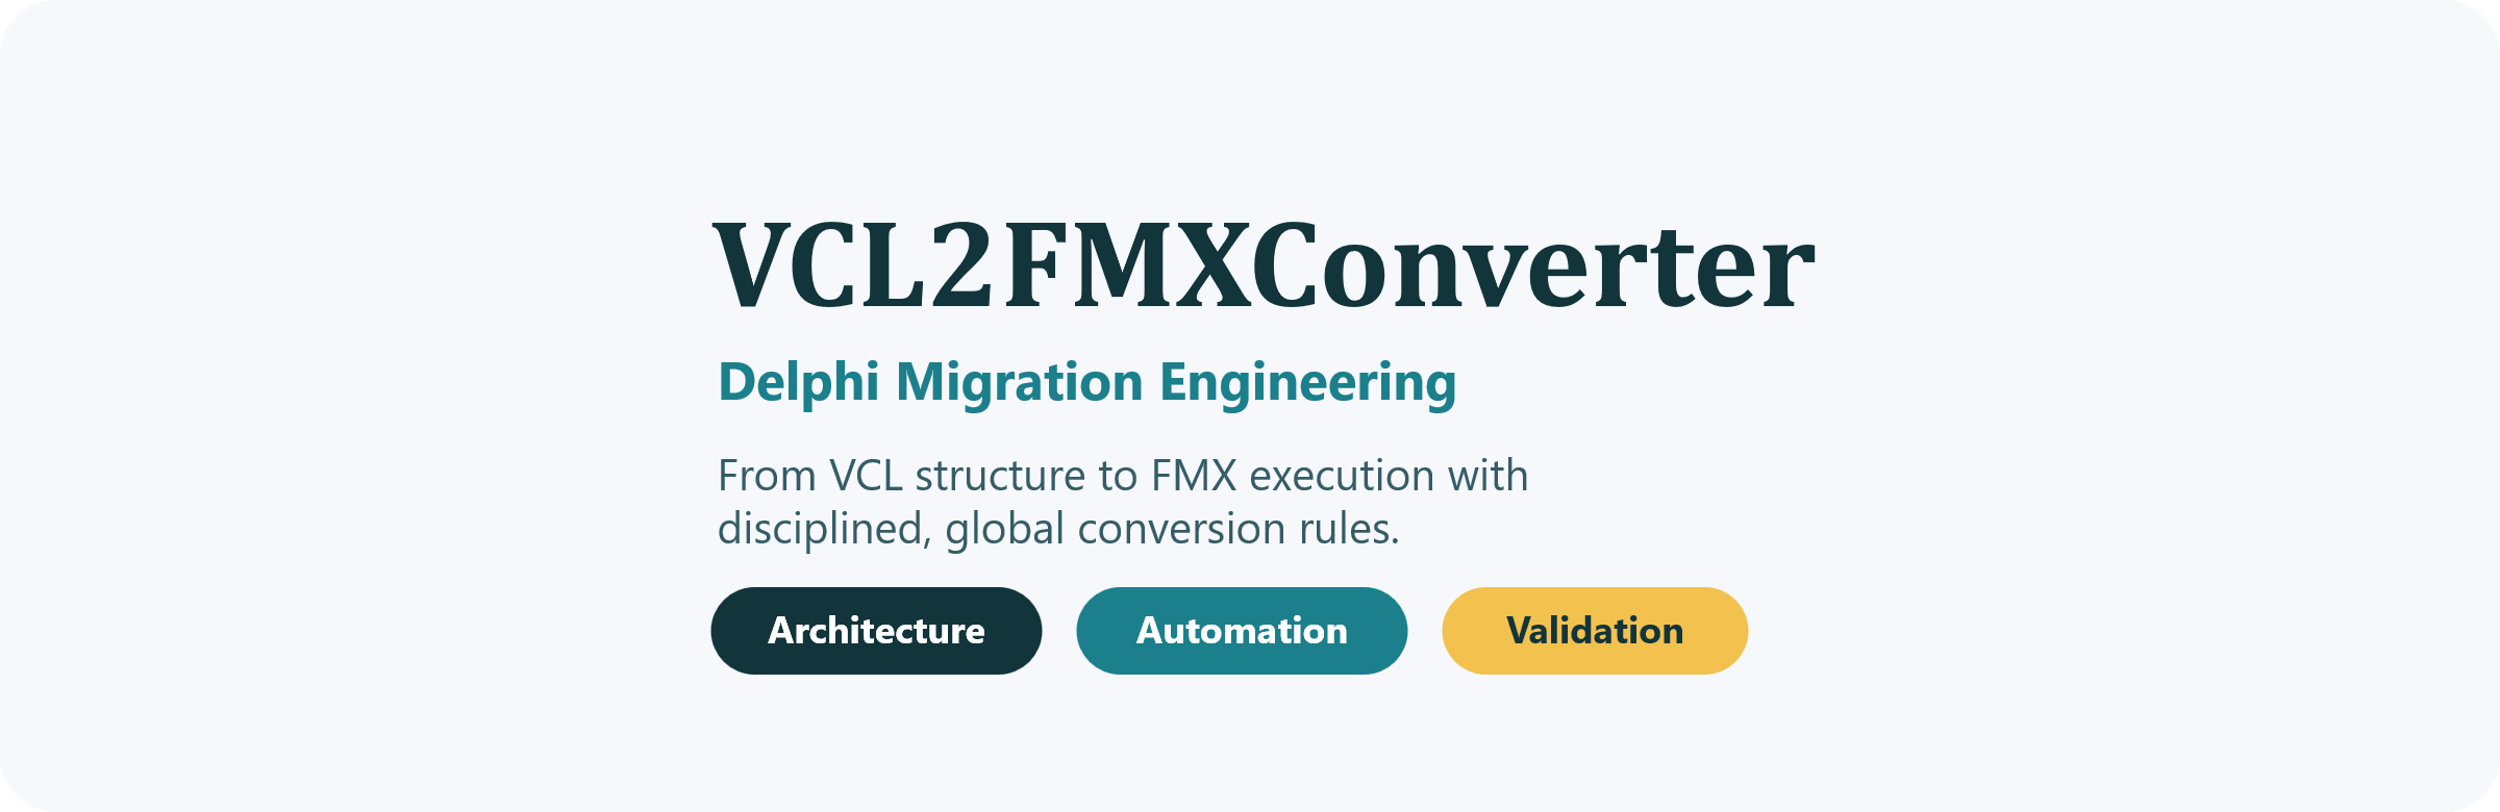 VCL2FMXConverter
Delphi Migration Engineering
From VCL structure to FMX execution with
disciplined, global conversion rules.
Architecture
Automation
Validation